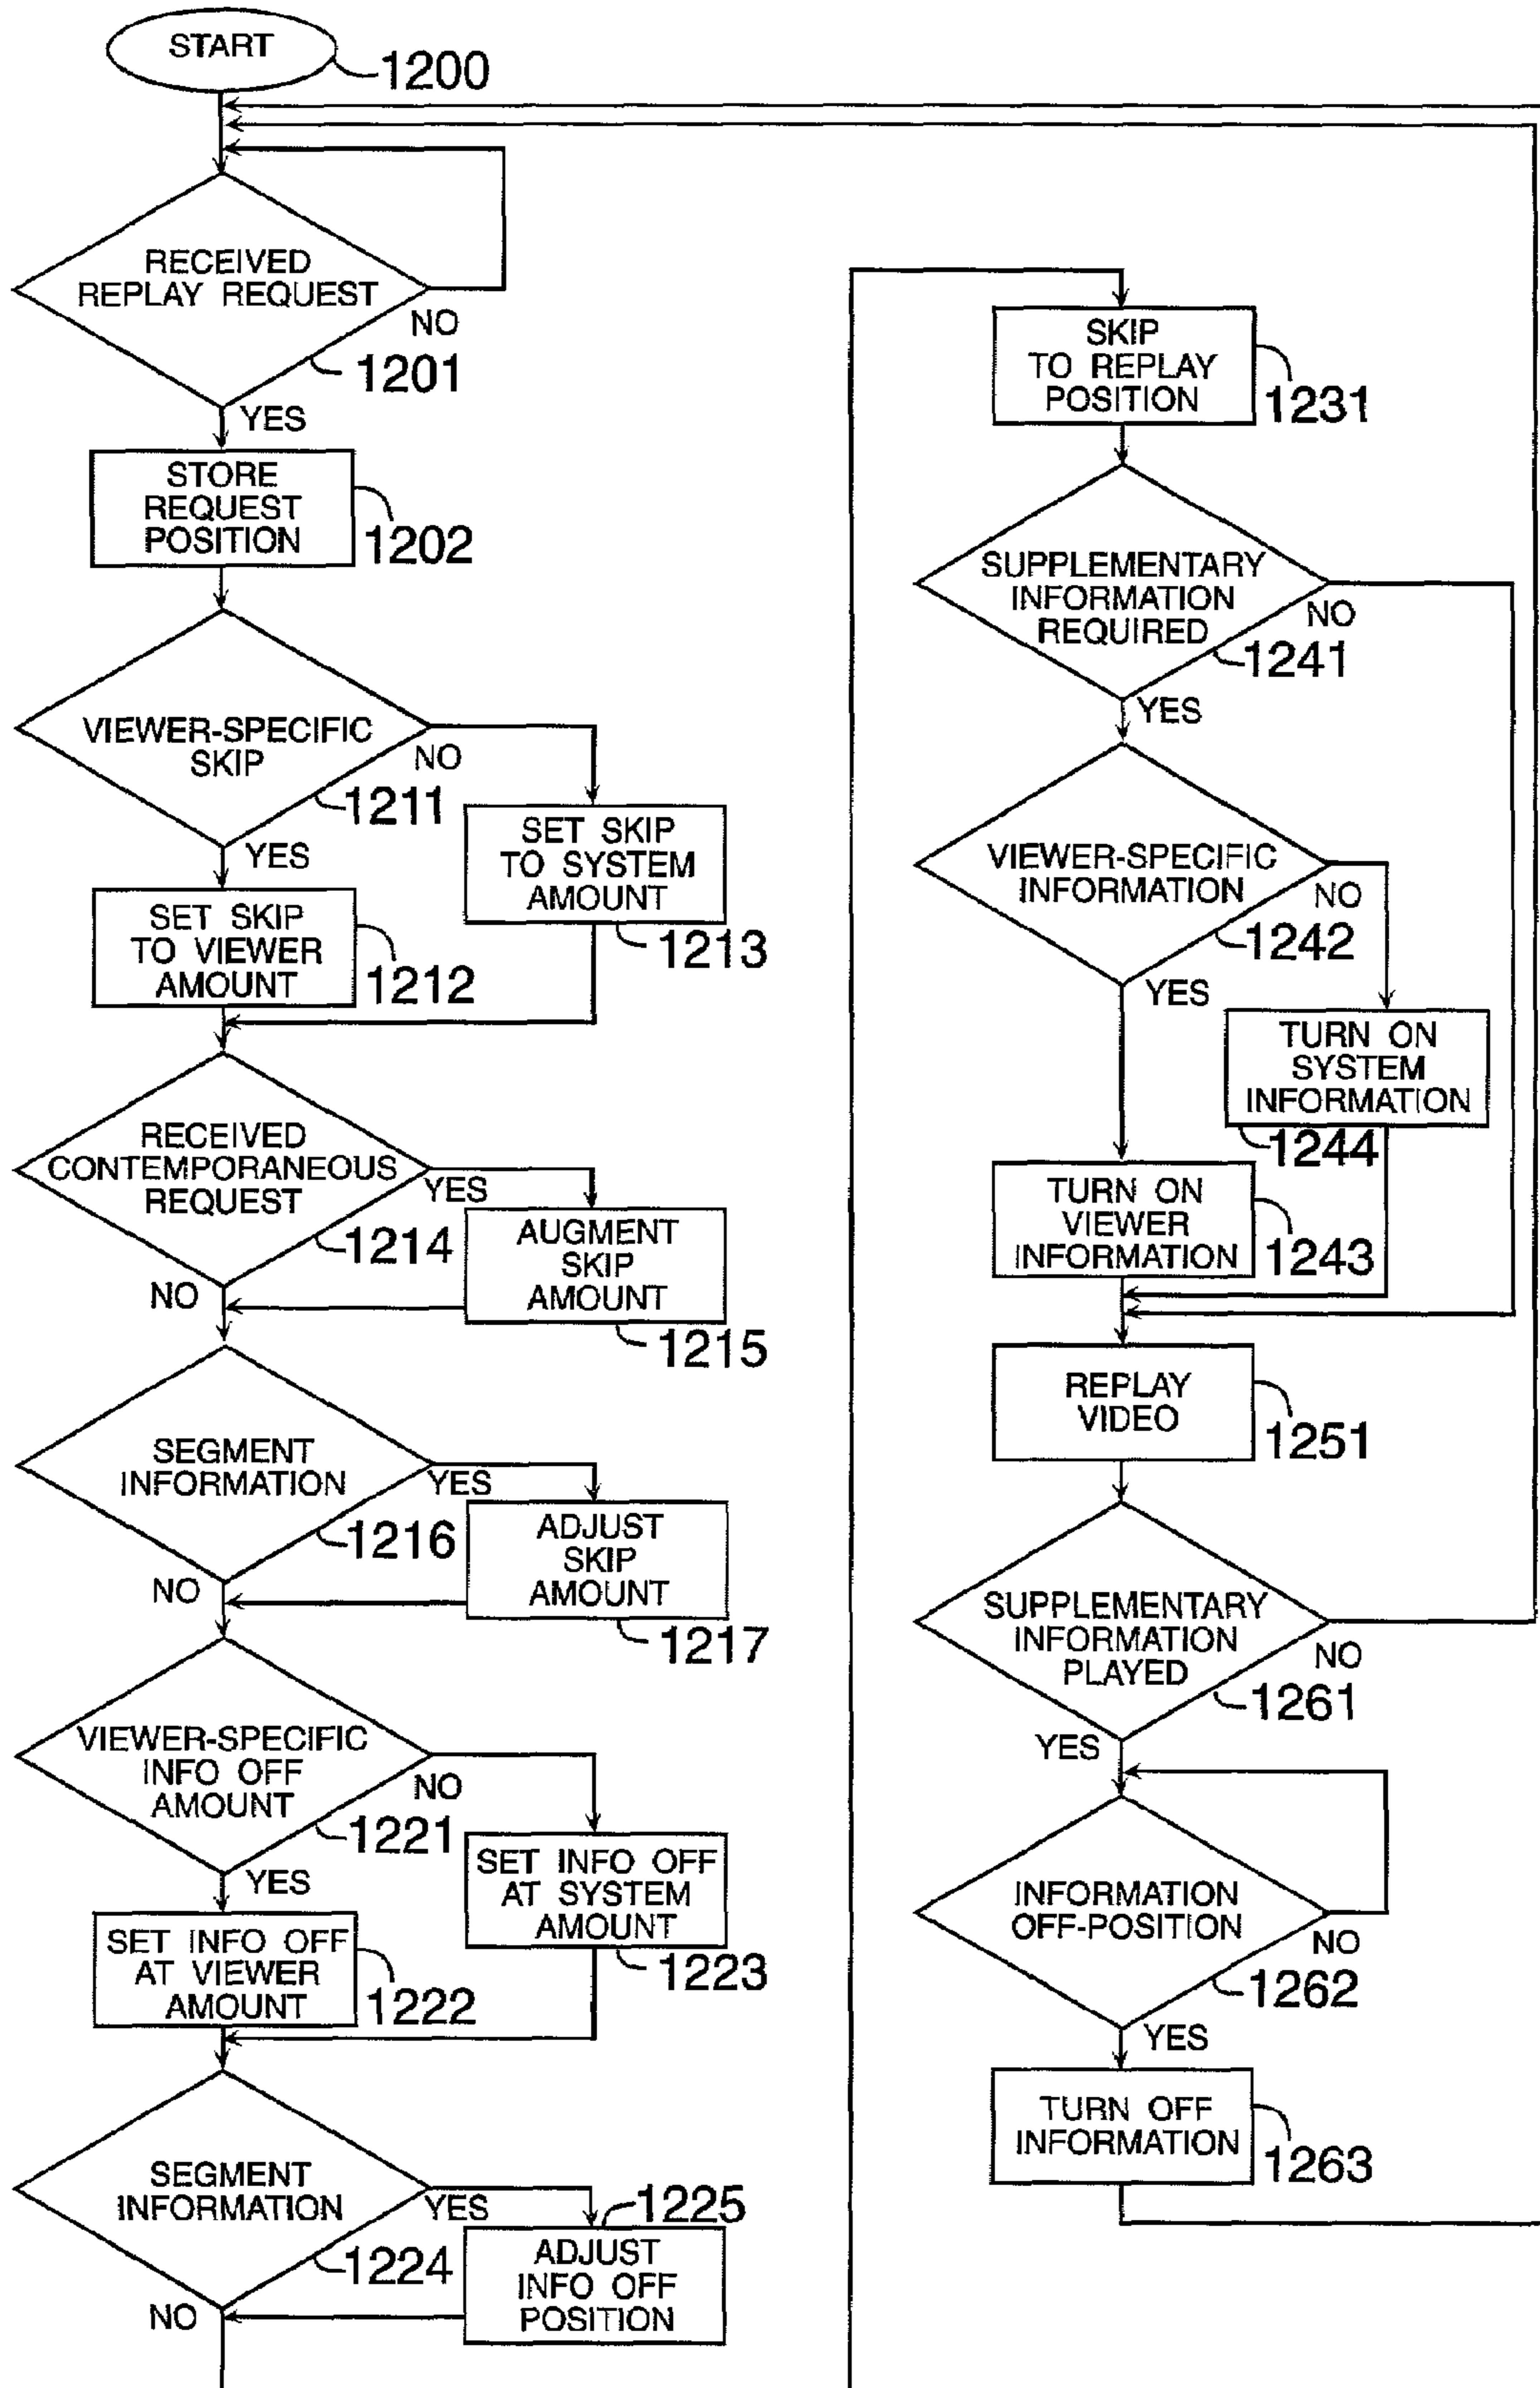 START
1200
RECEIVED
REPLAY REQUEST
NO
1201
YES
STORE
REQUEST
POSITION
1202
VIEWER-SPECIFIC
SKIP
NO
1211
YES
SET SKIP
TO SYSTEM
AMOUNT
1213
SET SKIP
TO VIEWER
AMOUNT
1212
RECEIVED
CONTEMPORANEOUS
REQUEST
YES
1214
NO
AUGMENT
SKIP
AMOUNT
1215
SEGMENT
INFORMATION
YES
1216
NO
ADJUST
SKIP
AMOUNT
1217
VIEWER-SPECIFIC
INFO OFF
AMOUNT
NO
1221
YES
SET INFO OFF
AT SYSTEM
AMOUNT
1223
SET INFO OFF
AT VIEWER
AMOUNT
1222
SEGMENT
INFORMATION
YES
1224
NO
1225
ADJUST
INFO OFF
POSITION
SKIP
TO REPLAY
POSITION
1231
SUPPLEMENTARY
INFORMATION
REQUIRED
NO
1241
YES
VIEWER-SPECIFIC
INFORMATION
NO
1242
YES
TURN ON
SYSTEM
INFORMATION
1244
TURN ON
VIEWER
INFORMATION
1243
REPLAY
VIDEO
1251
SUPPLEMENTARY
INFORMATION
PLAYED
NO
1261
YES
INFORMATION
OFF-POSITION
NO
1262
YES
TURN OFF
INFORMATION
1263